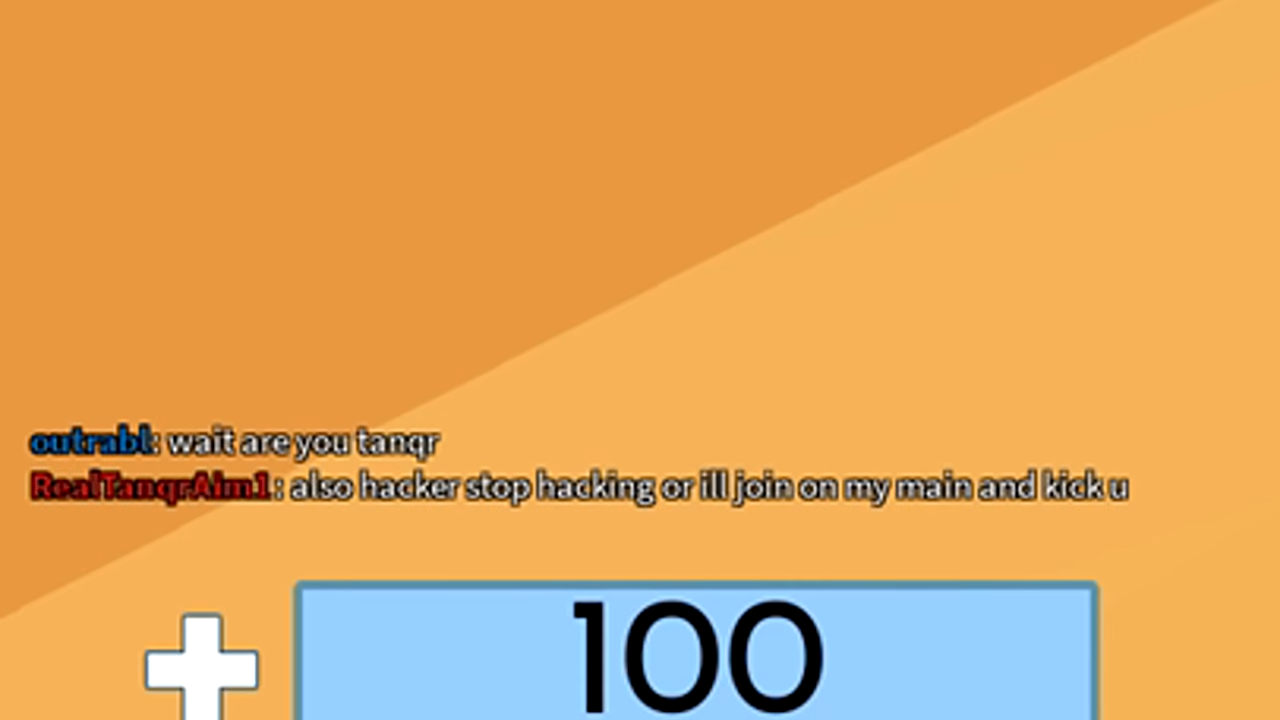 outrabl: wait are you tanqr
RealTanqrAim1: also hacker stop hacking or ill join on my main and kick u
100